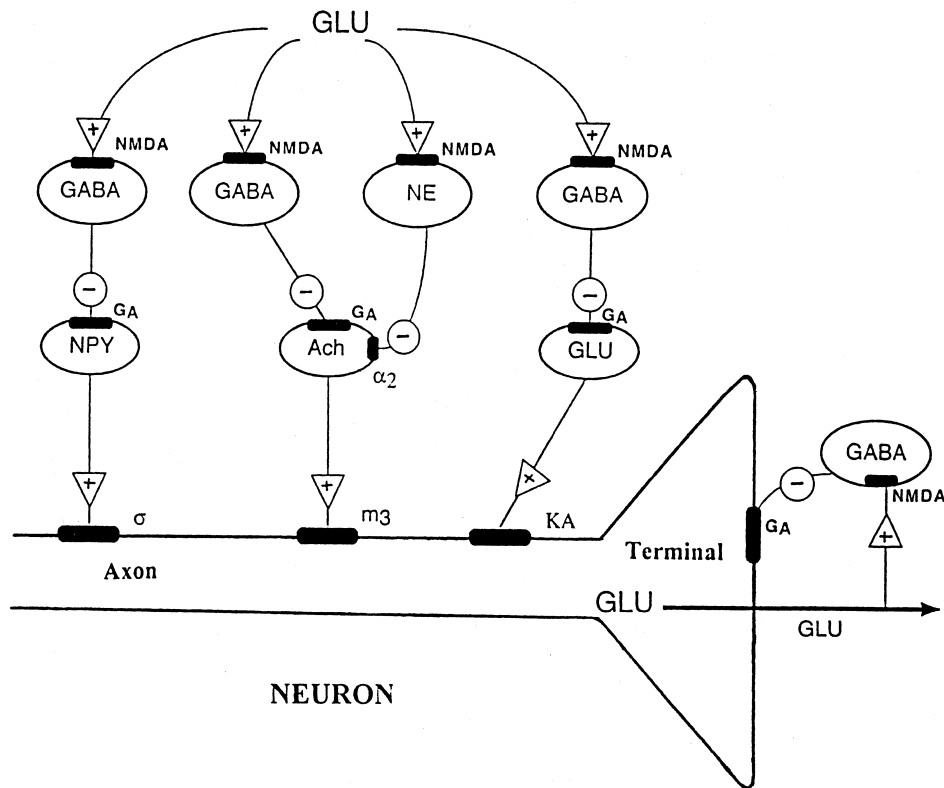 GLU
+ + + +
NMDA NMDA NMDA NMDA
GABA GABA NE GABA
− − − −
GA GA GA
NPY Ach GLU
α2
+ + +
σ m3 KA
Axon Terminal
GABA
−
NMDA
GA
+
GLU
GLU
NEURON